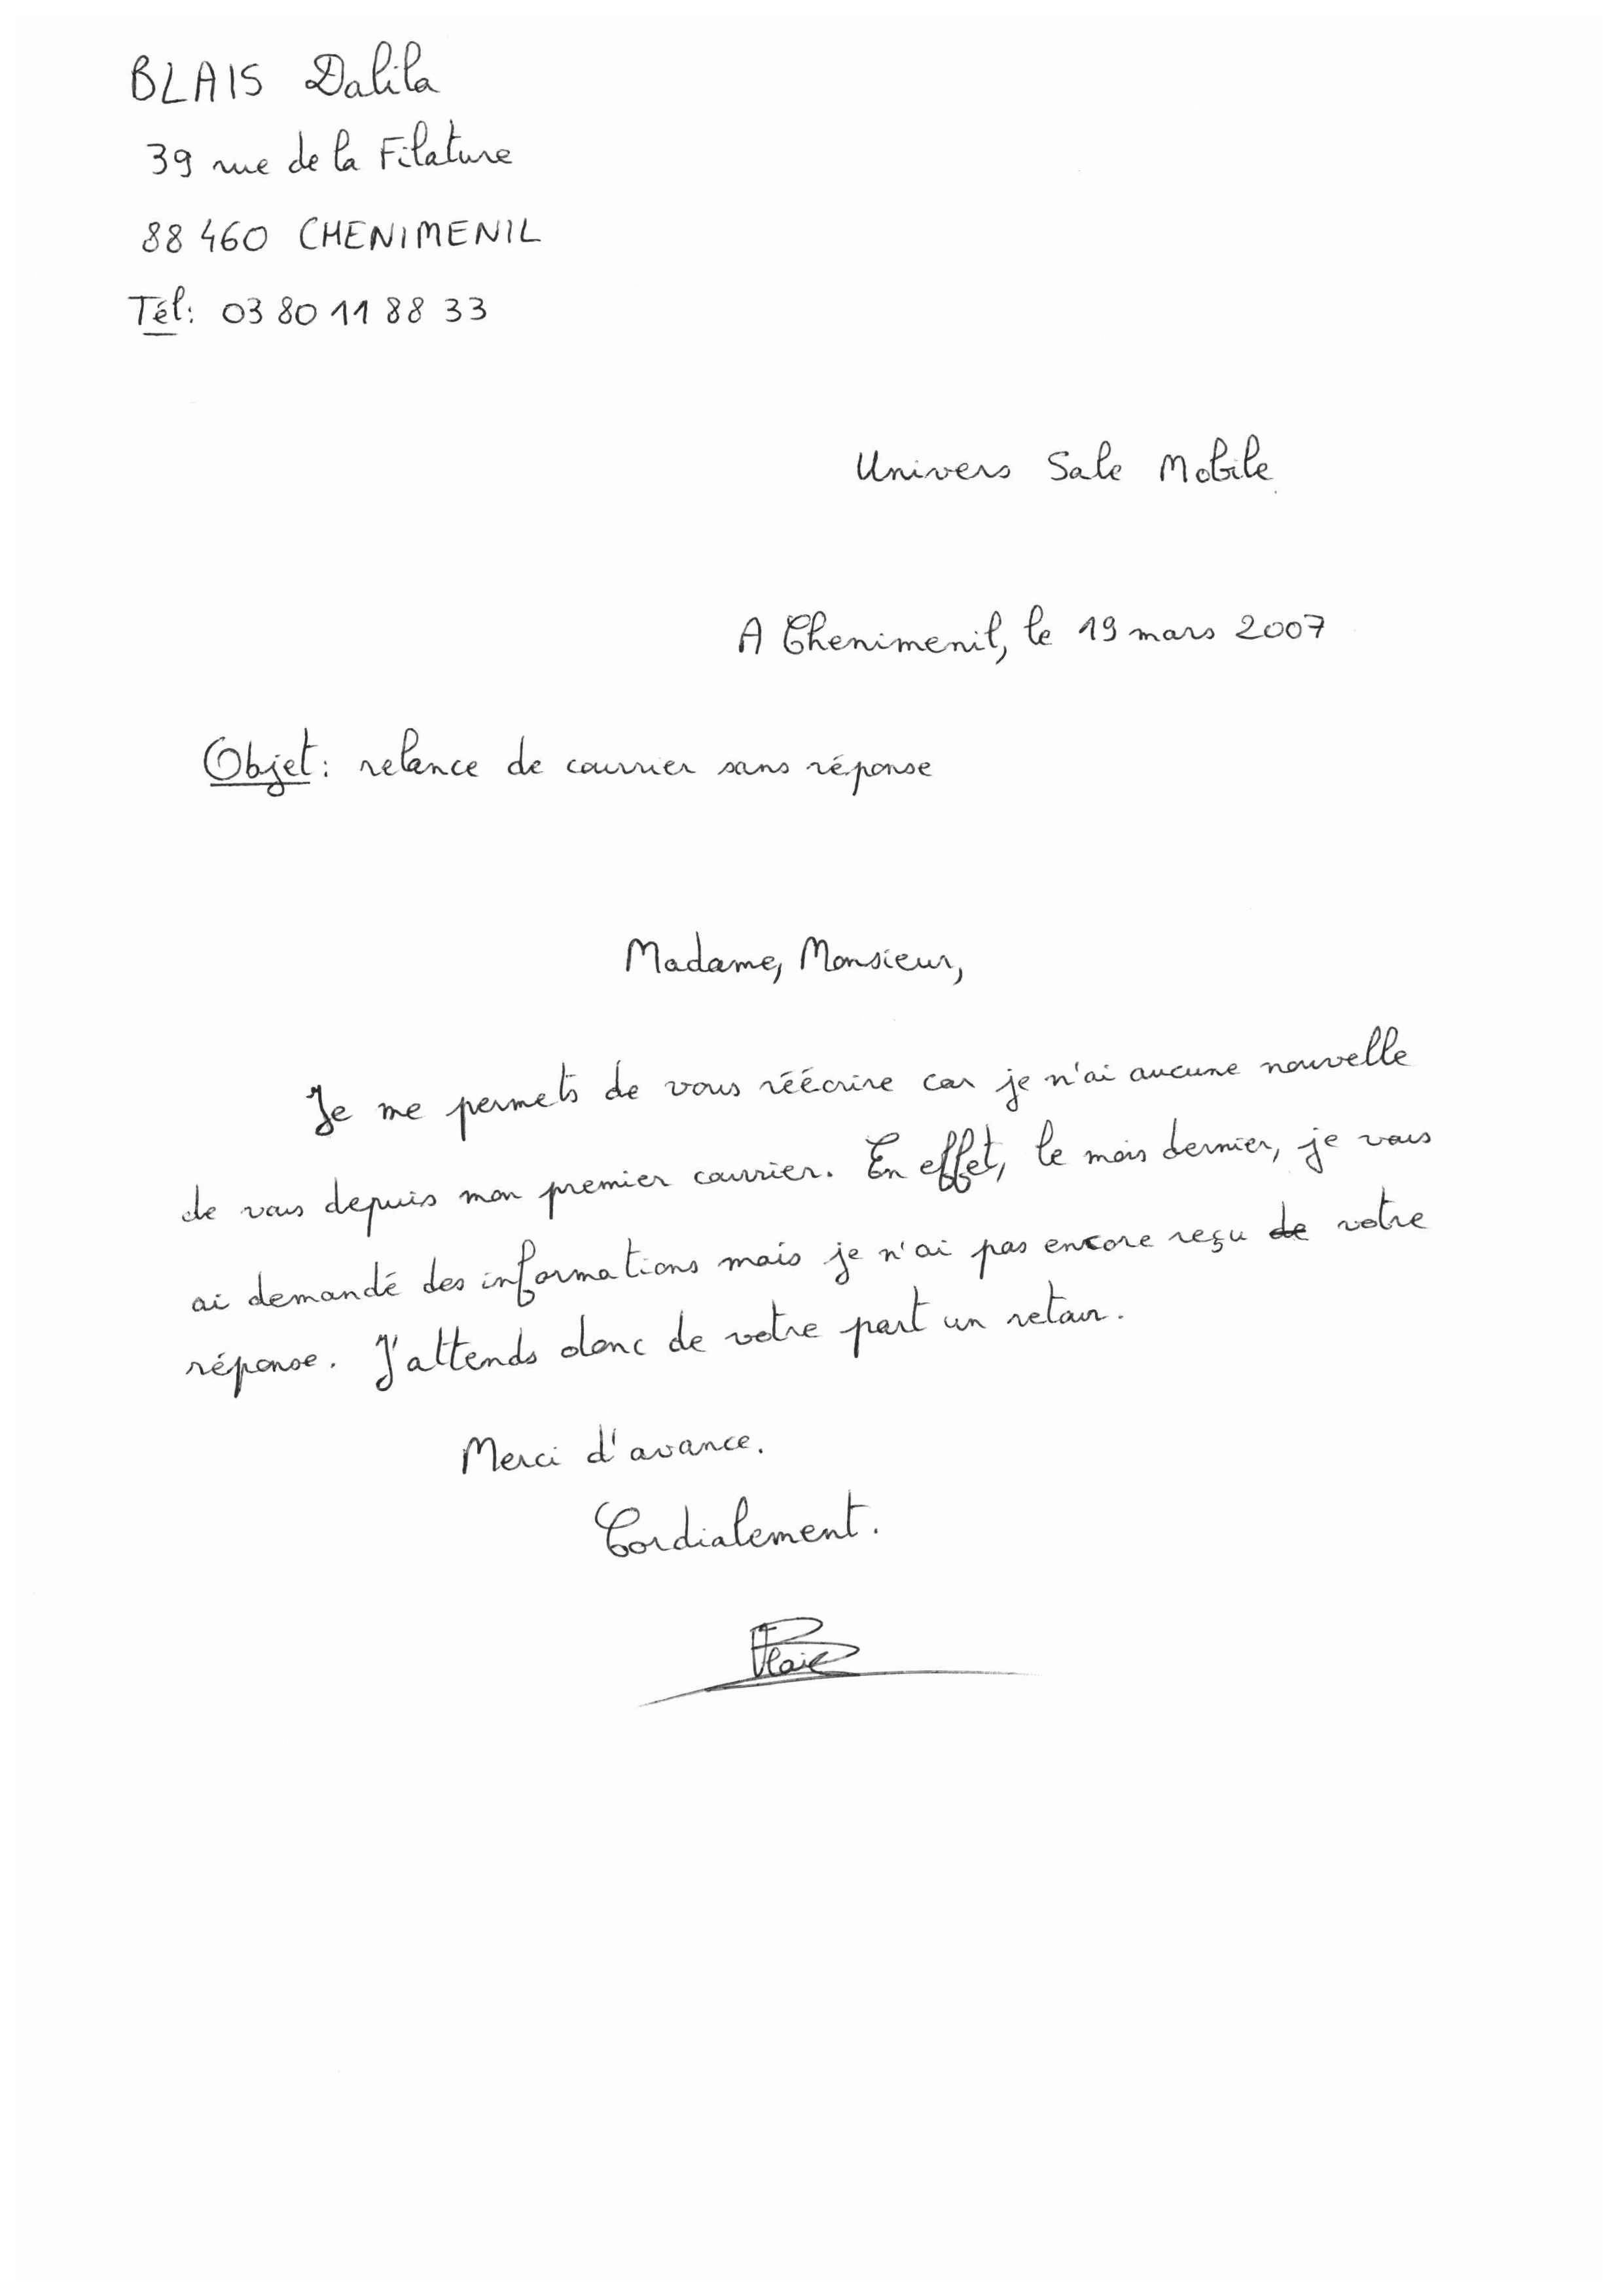 BLAIS Dalila
39 rue de la Filature
88 460 CHENIMENIL
Tél: 03 80 11 88 33
Univers Sale Mobile
A Chenimenil, le 19 mars 2007
Objet: relance de courrier sans réponse
Madame, Monsieur,
Je me permets de vous réécrire car je n'ai aucune nouvelle
de vous depuis mon premier courrier. En effet, le mois dernier, je vous
ai demandé des informations mais je n'ai pas encore reçu de votre
réponse. J'attends donc de votre part un retour.
Merci d'avance.
Cordialement.
Blais